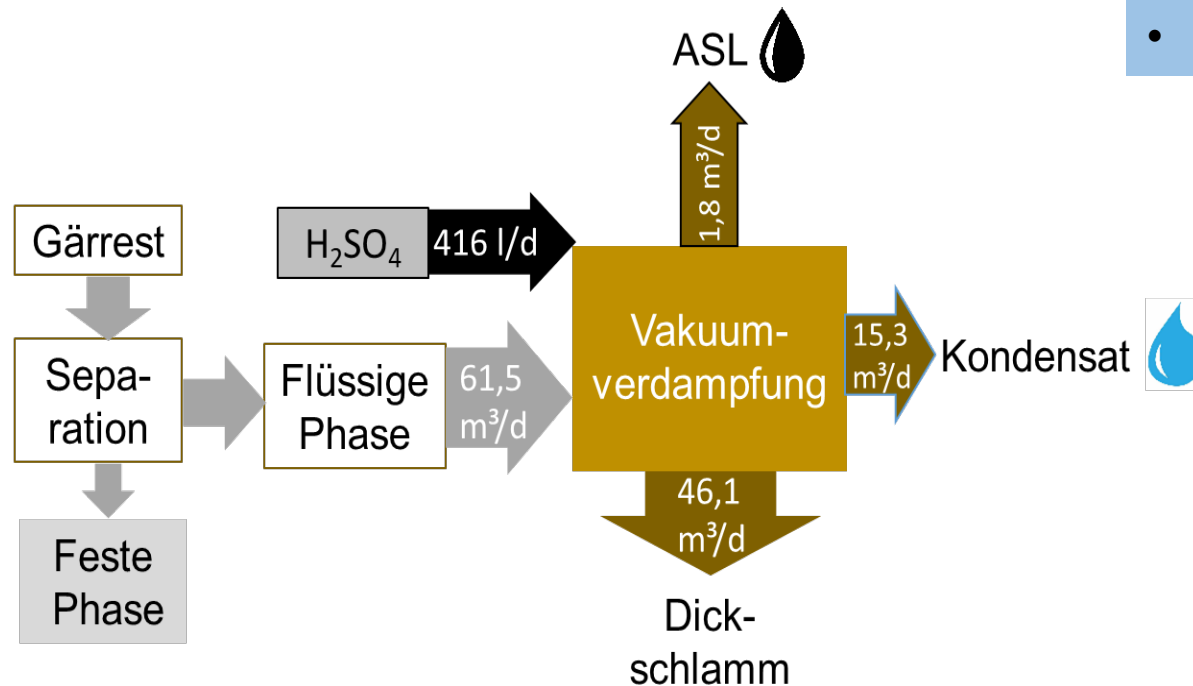 •
ASL
1,8 m³/d
Gärrest
H₂SO₄
416 l/d
Sepa-
ration
Flüssige
Phase
61,5
m³/d
Vakuum-
verdampfung
15,3
m³/d
Kondensat
46,1
m³/d
Feste
Phase
Dick-
schlamm